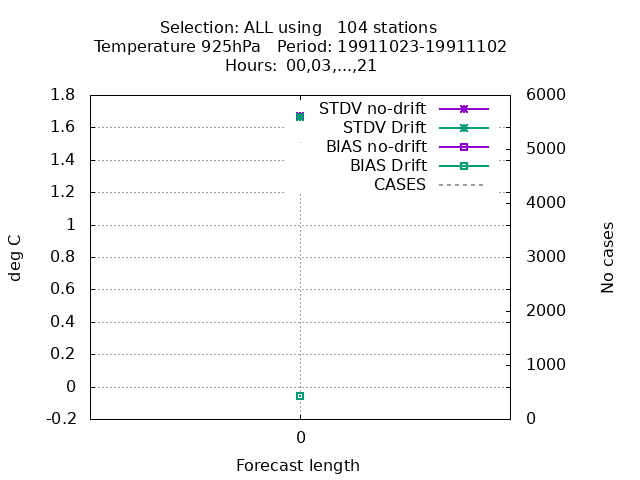 Selection: ALL using 104 stations
Temperature 925hPa Period: 19911023-19911102
Hours: 00,03,...,21
STDV no-drift
STDV Drift
BIAS no-drift
BIAS Drift
CASES
1.8
1.6
1.4
1.2
1
0.8
0.6
0.4
0.2
0
-0.2
deg C
6000
5000
4000
3000
2000
1000
0
No cases
0
Forecast length